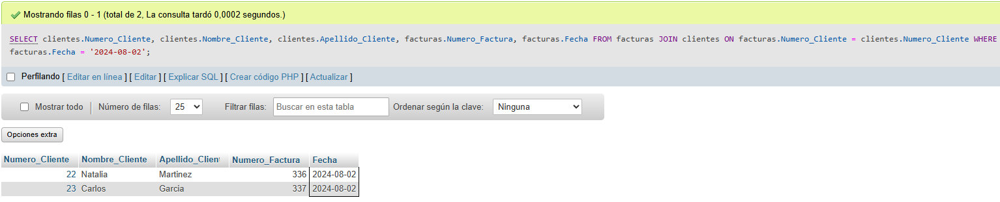 Mostrando filas 0 - 1 (total de 2, La consulta tardó 0,0002 segundos.)
SELECT clientes.Numero_Cliente, clientes.Nombre_Cliente, clientes.Apellido_Cliente, facturas.Numero_Factura, facturas.Fecha FROM facturas JOIN clientes ON facturas.Numero_Cliente = clientes.Numero_Cliente WHERE
facturas.Fecha = '2024-08-02';
Perfilando [ Editar en línea ] [ Editar ] [ Explicar SQL ] [ Crear código PHP ] [ Actualizar ]
Mostrar todo | Número de filas: 25 Filtrar filas: Buscar en esta tabla Ordenar según la clave: Ninguna
Opciones extra
Numero_Cliente Nombre_Cliente Apellido_Client Numero_Factura Fecha
22 Natalia Martinez 336 2024-08-02
23 Carlos Garcia 337 2024-08-02